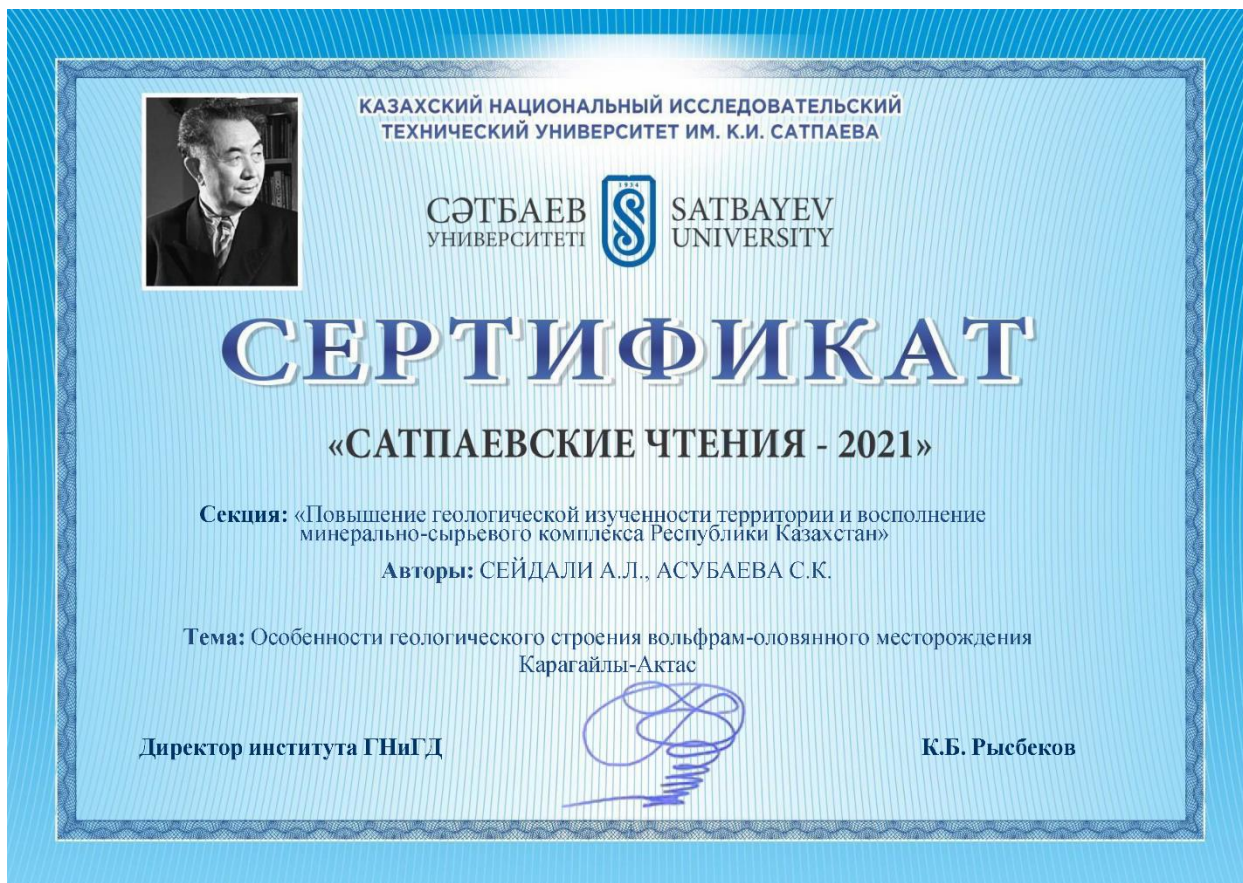 КАЗАХСКИЙ НАЦИОНАЛЬНЫЙ ИССЛЕДОВАТЕЛЬСКИЙ
ТЕХНИЧЕСКИЙ УНИВЕРСИТЕТ ИМ. К.И. САТПАЕВА
СӘТБАЕВ
УНИВЕРСИТЕТІ
1934
SATBAYEV
UNIVERSITY
СЕРТИФИКАТ
«САТПАЕВСКИЕ ЧТЕНИЯ - 2021»
Секция: «Повышение геологической изученности территории и восполнение
минерально-сырьевого комплекса Республики Казахстан»
Авторы: СЕЙДАЛИ А.Л., АСУБАЕВА С.К.
Тема: Особенности геологического строения вольфрам-оловянного месторождения
Карагайлы-Актас
Директор института ГНиГД
К.Б. Рысбеков